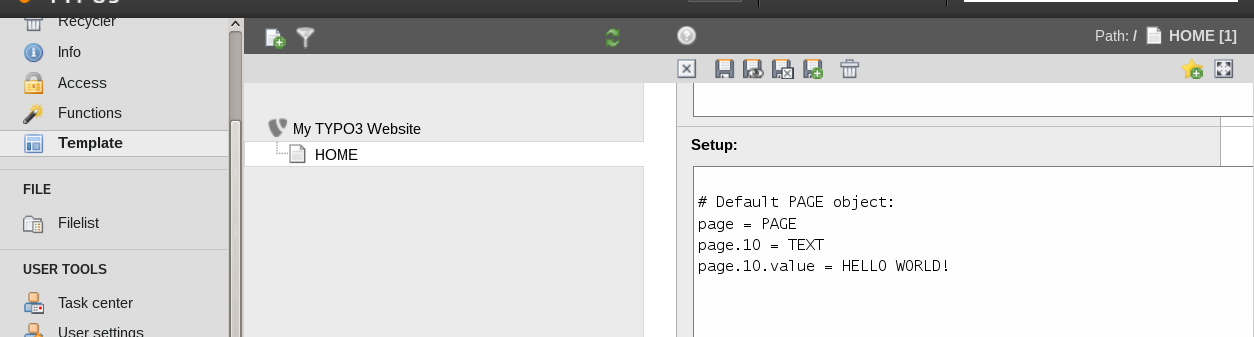 TYPO3
Recycler
Info
Access
Functions
Template
FILE
Filelist
USER TOOLS
Task center
User settings
My TYPO3 Website
HOME
Path: / HOME [1]
Setup:
# Default PAGE object:
page = PAGE
page.10 = TEXT
page.10.value = HELLO WORLD!